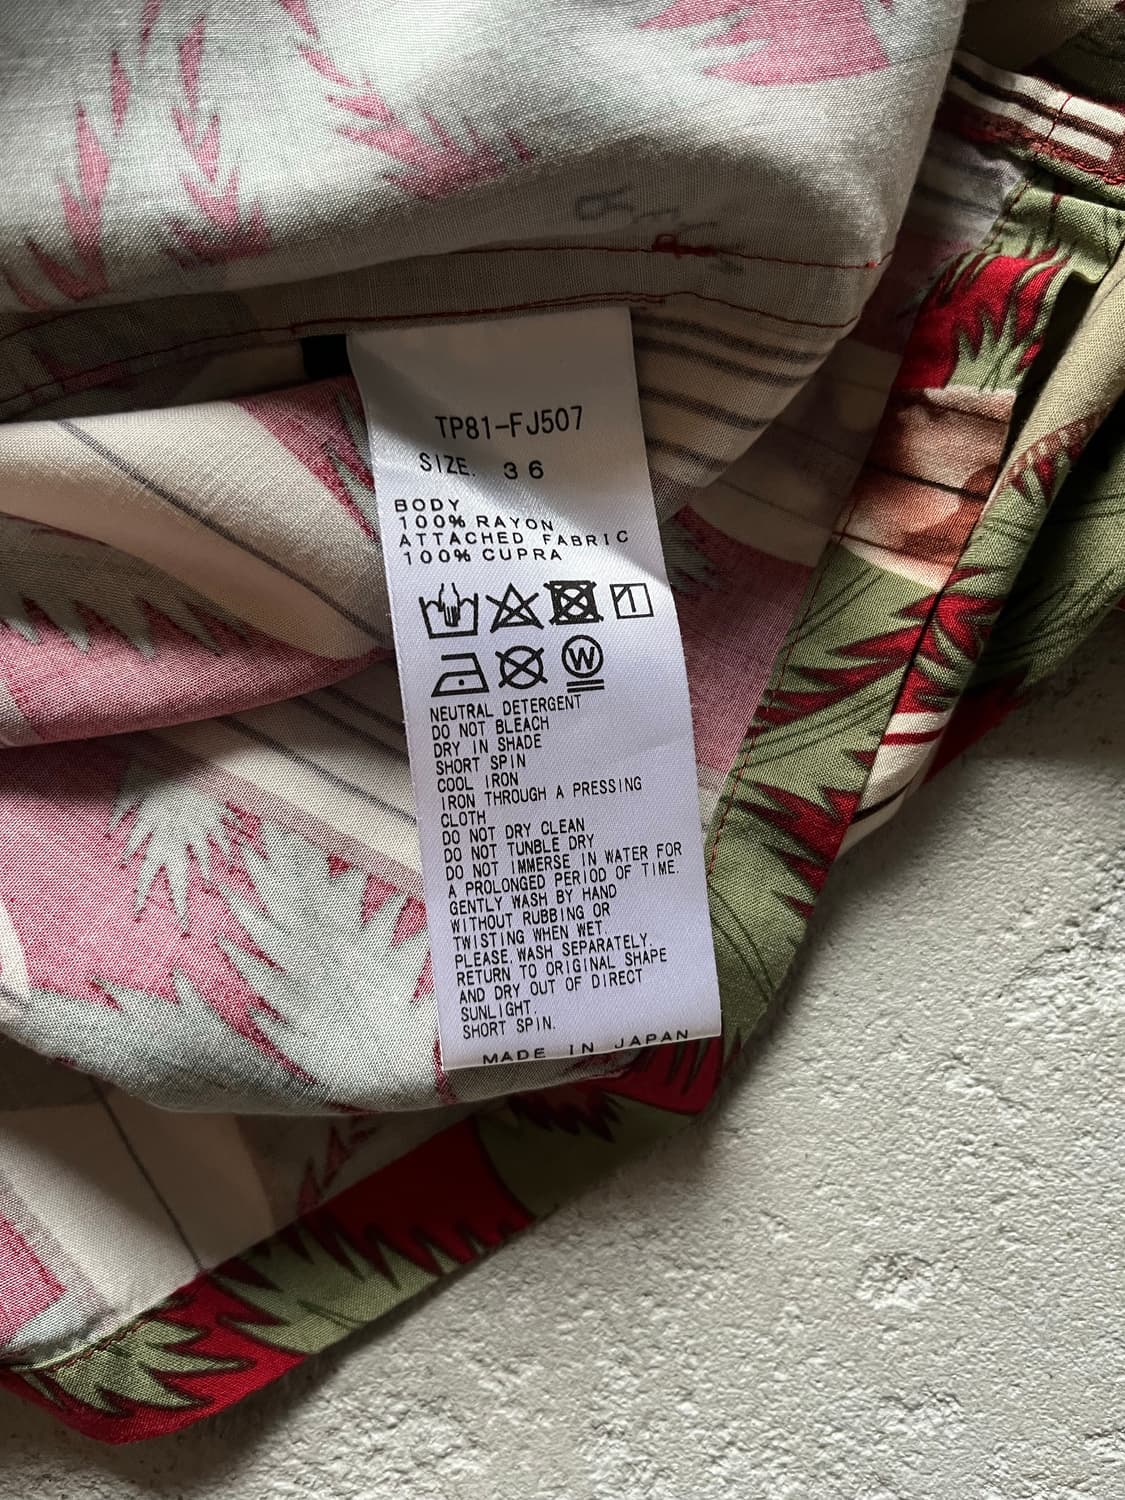 TP81-FJ507
SIZE. 36
BODY
100% RAYON
ATTACHED FABRIC
100% CUPRA
W
NEUTRAL DETERGENT
DO NOT BLEACH
DRY IN SHADE
SHORT SPIN
COOL IRON
IRON THROUGH A PRESSING
CLOTH
DO NOT DRY CLEAN
DO NOT TUNBLE DRY
DO NOT IMMERSE IN WATER FOR
A PROLONGED PERIOD OF TIME.
GENTLY WASH BY HAND
WITHOUT RUBBING OR
TWISTING WHEN WET.
PLEASE.WASH SEPARATELY.
RETURN TO ORIGINAL SHAPE
AND DRY OUT OF DIRECT
SUNLIGHT.
SHORT SPIN.
MADE IN JAPAN